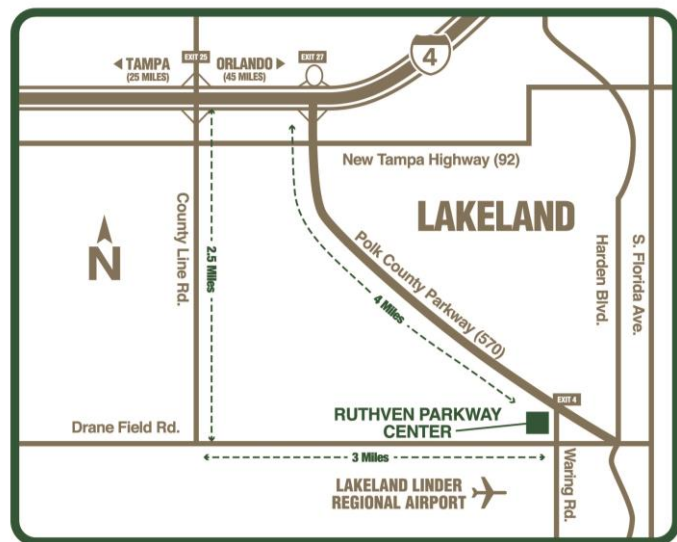 EXIT 25
EXIT 27
TAMPA
(25 MILES)
ORLANDO
(45 MILES)
4
New Tampa Highway (92)
LAKELAND
County Line Rd.
N
2.5 Miles
Polk County Parkway (570)
4 Miles
Harden Blvd.
S. Florida Ave.
EXIT 4
RUTHVEN PARKWAY
CENTER
Drane Field Rd.
3 Miles
LAKELAND LINDER
REGIONAL AIRPORT
Waring Rd.